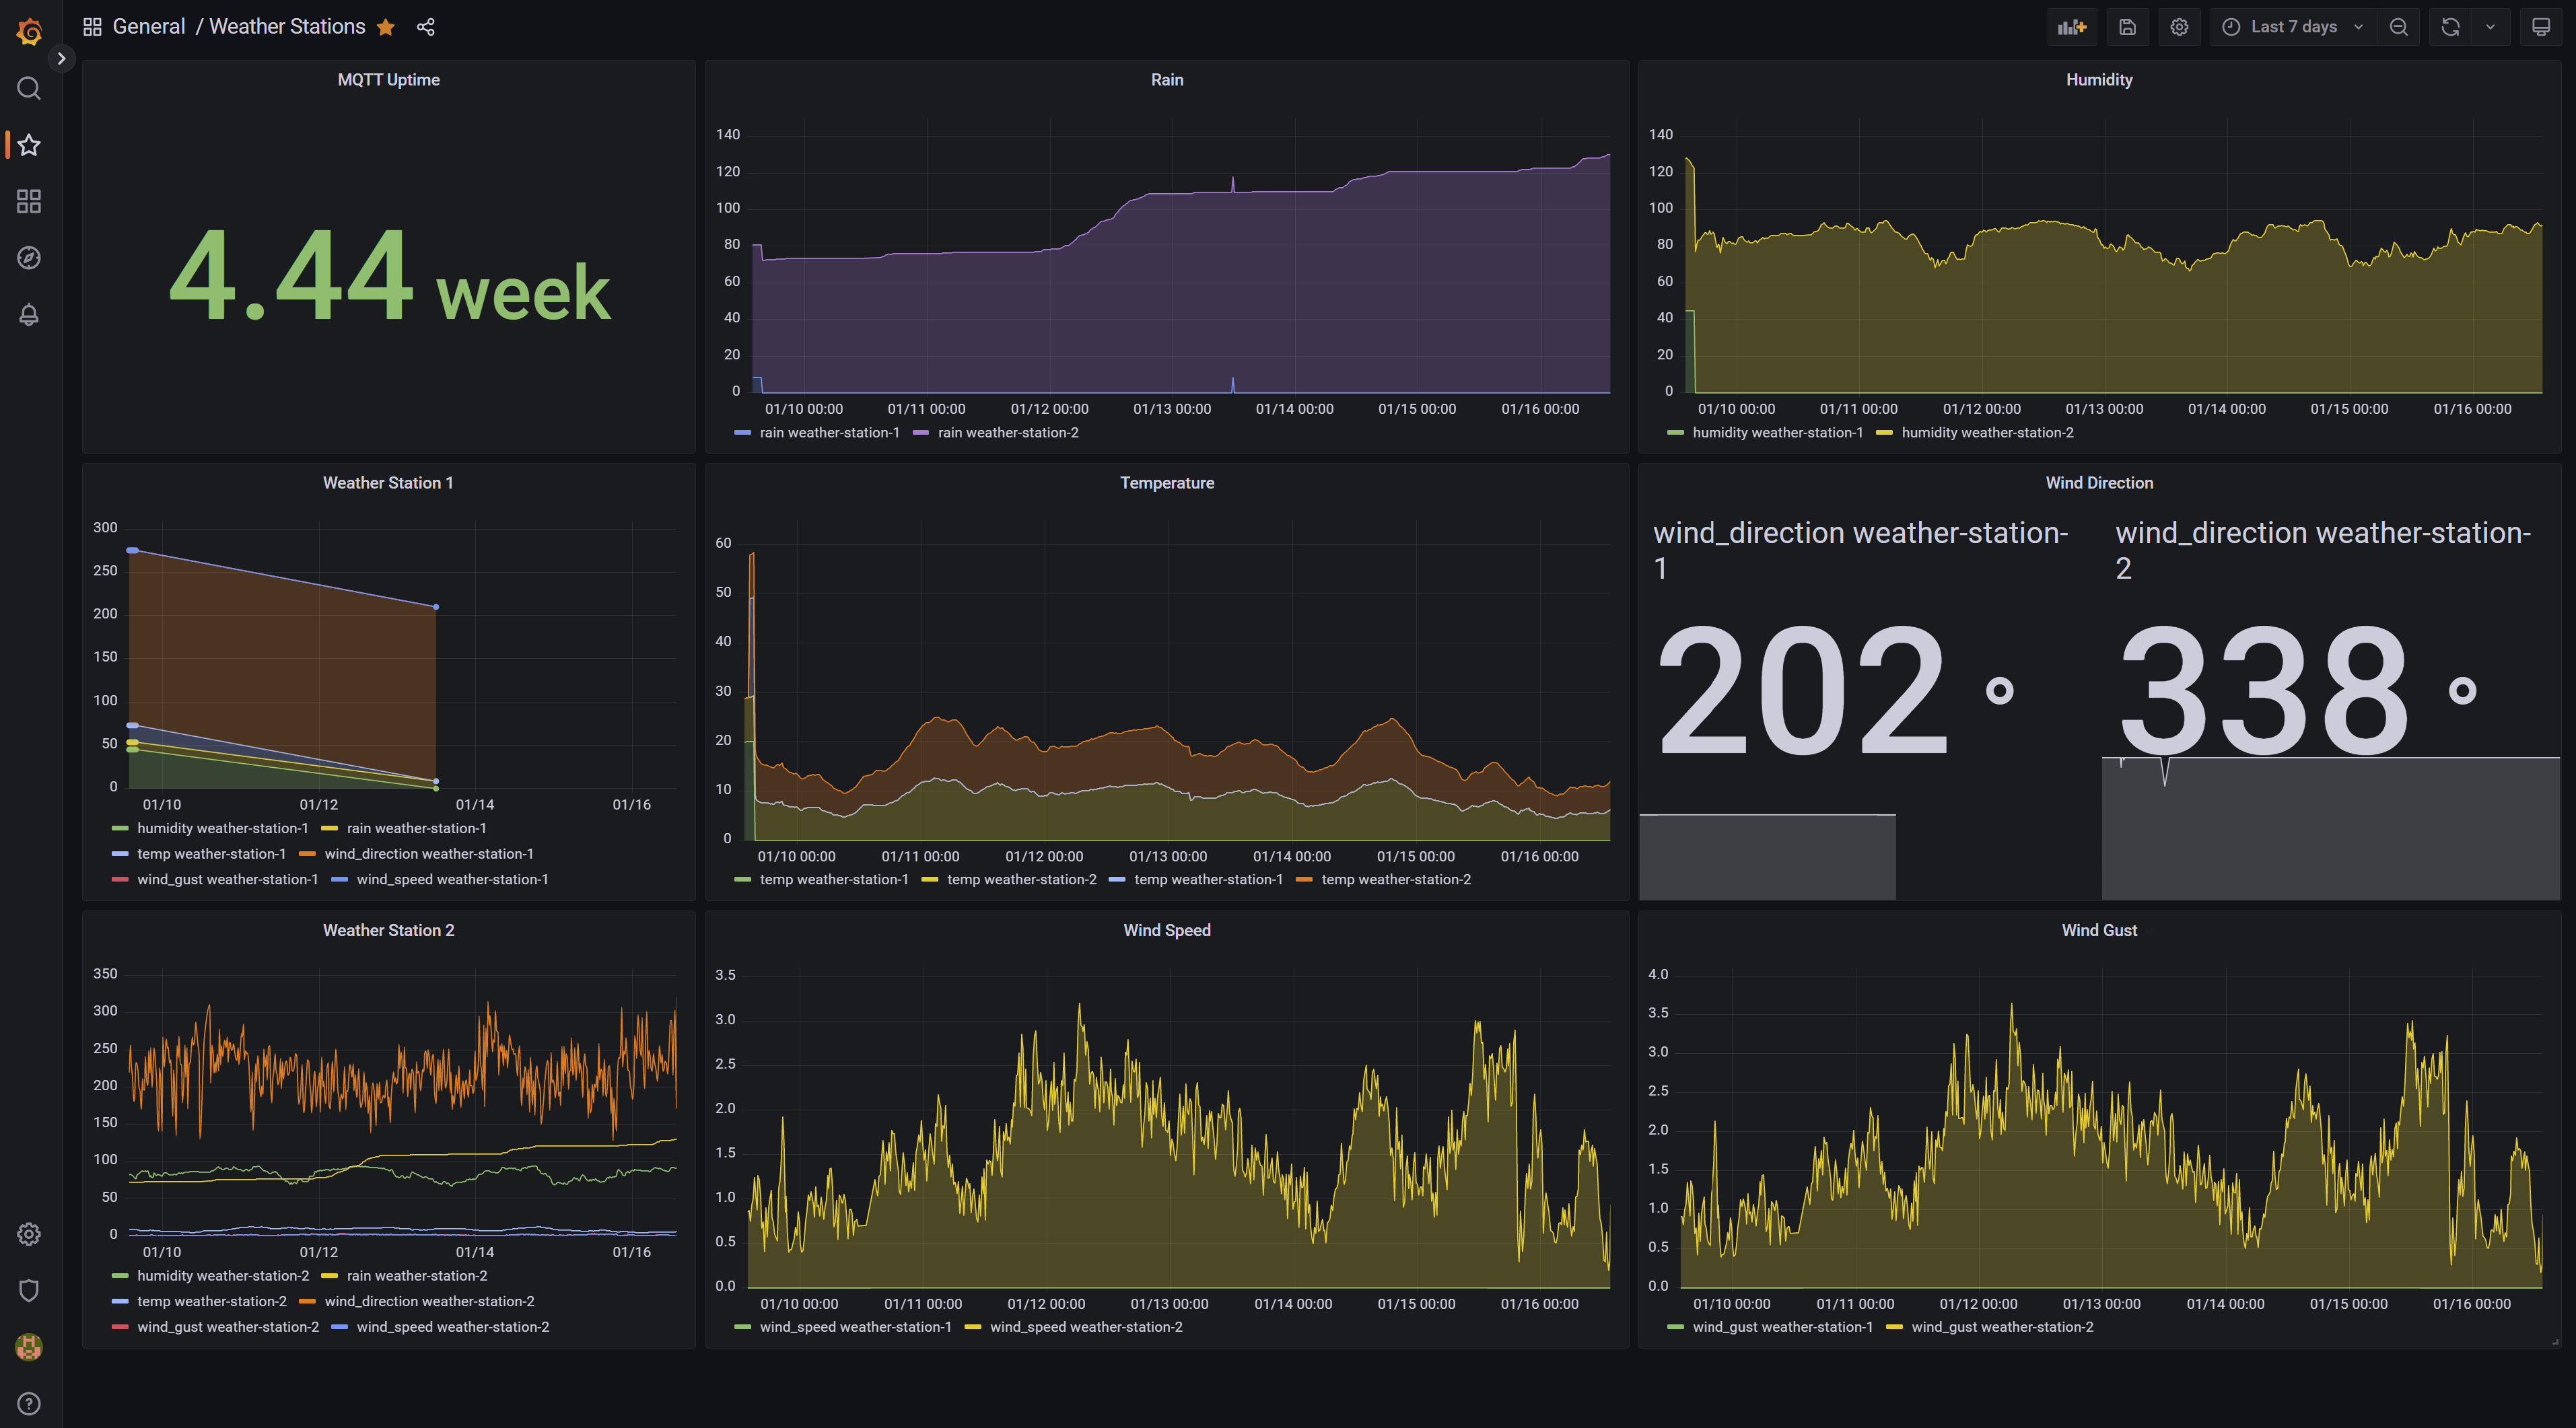 General / Weather Stations
Last 7 days
MQTT Uptime
4.44 week
Rain
140
120
100
80
60
40
20
0
01/10 00:00 01/11 00:00 01/12 00:00 01/13 00:00 01/14 00:00 01/15 00:00 01/16 00:00
rain weather-station-1 rain weather-station-2
Humidity
140
120
100
80
60
40
20
0
01/10 00:00 01/11 00:00 01/12 00:00 01/13 00:00 01/14 00:00 01/15 00:00 01/16 00:00
humidity weather-station-1 humidity weather-station-2
Weather Station 1
300
250
200
150
100
50
0
01/10 01/12 01/14 01/16
humidity weather-station-1 rain weather-station-1
temp weather-station-1 wind_direction weather-station-1
wind_gust weather-station-1 wind_speed weather-station-1
Temperature
60
50
40
30
20
10
0
01/10 00:00 01/11 00:00 01/12 00:00 01/13 00:00 01/14 00:00 01/15 00:00 01/16 00:00
temp weather-station-1 temp weather-station-2 temp weather-station-1 temp weather-station-2
Wind Direction
wind_direction weather-station-
1
202 °
wind_direction weather-station-
2
338 °
Weather Station 2
350
300
250
200
150
100
50
0
01/10 01/12 01/14 01/16
humidity weather-station-2 rain weather-station-2
temp weather-station-2 wind_direction weather-station-2
wind_gust weather-station-2 wind_speed weather-station-2
Wind Speed
3.5
3.0
2.5
2.0
1.5
1.0
0.5
0.0
01/10 00:00 01/11 00:00 01/12 00:00 01/13 00:00 01/14 00:00 01/15 00:00 01/16 00:00
wind_speed weather-station-1 wind_speed weather-station-2
Wind Gust
4.0
3.5
3.0
2.5
2.0
1.5
1.0
0.5
0.0
01/10 00:00 01/11 00:00 01/12 00:00 01/13 00:00 01/14 00:00 01/15 00:00 01/16 00:00
wind_gust weather-station-1 wind_gust weather-station-2